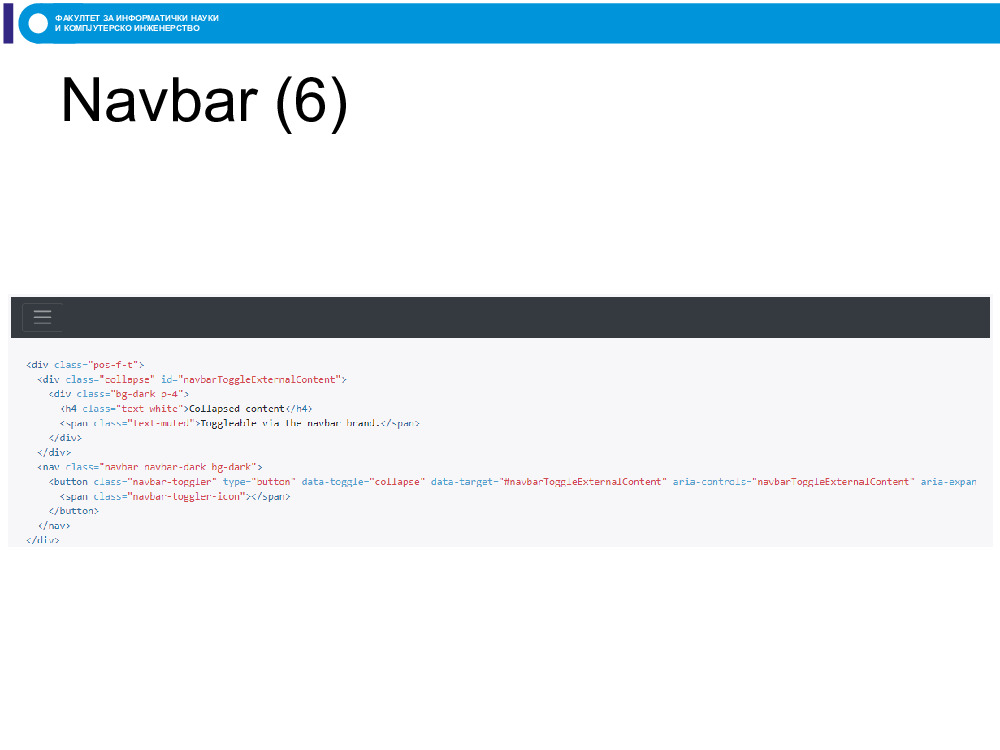 ФАКУЛТЕТ ЗА ИНФОРМАТИЧКИ НАУКИ
И КОМПЈУТЕРСКО ИНЖЕНЕРСТВО
Navbar (6)
<div class="pos-f-t">
<div class="collapse" id="navbarToggleExternalContent">
<div class="bg-dark p-4">
<h4 class="text-white">Collapsed content</h4>
<span class="text-muted">Toggleable via the navbar brand.</span>
</div>
</div>
<nav class="navbar navbar-dark bg-dark">
<button class="navbar-toggler" type="button" data-toggle="collapse" data-target="#navbarToggleExternalContent" aria-controls="navbarToggleExternalContent" aria-expan
<span class="navbar-toggler-icon"></span>
</button>
</nav>
</div>